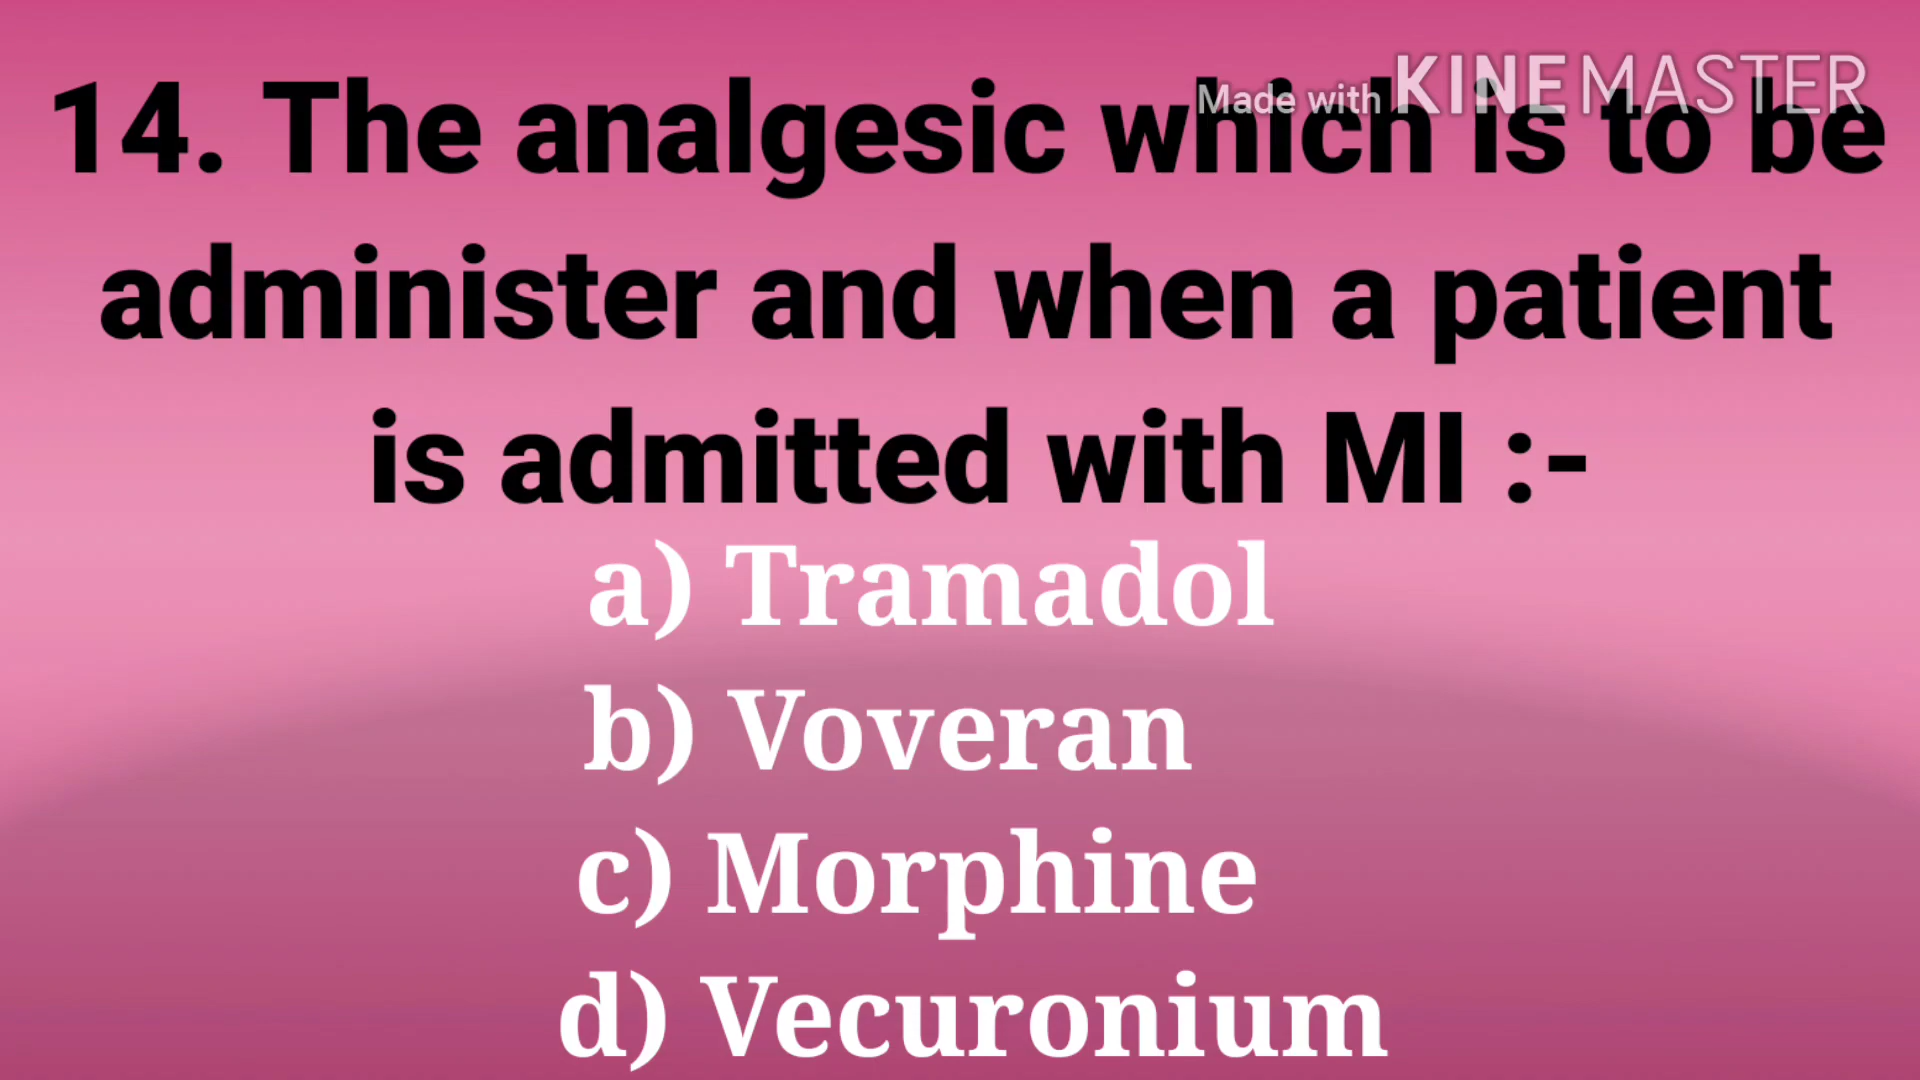 Made with KINEMASTER
14. The analgesic which is to be
administer and when a patient
is admitted with MI :-
a) Tramadol
b) Voveran
c) Morphine
d) Vecuronium